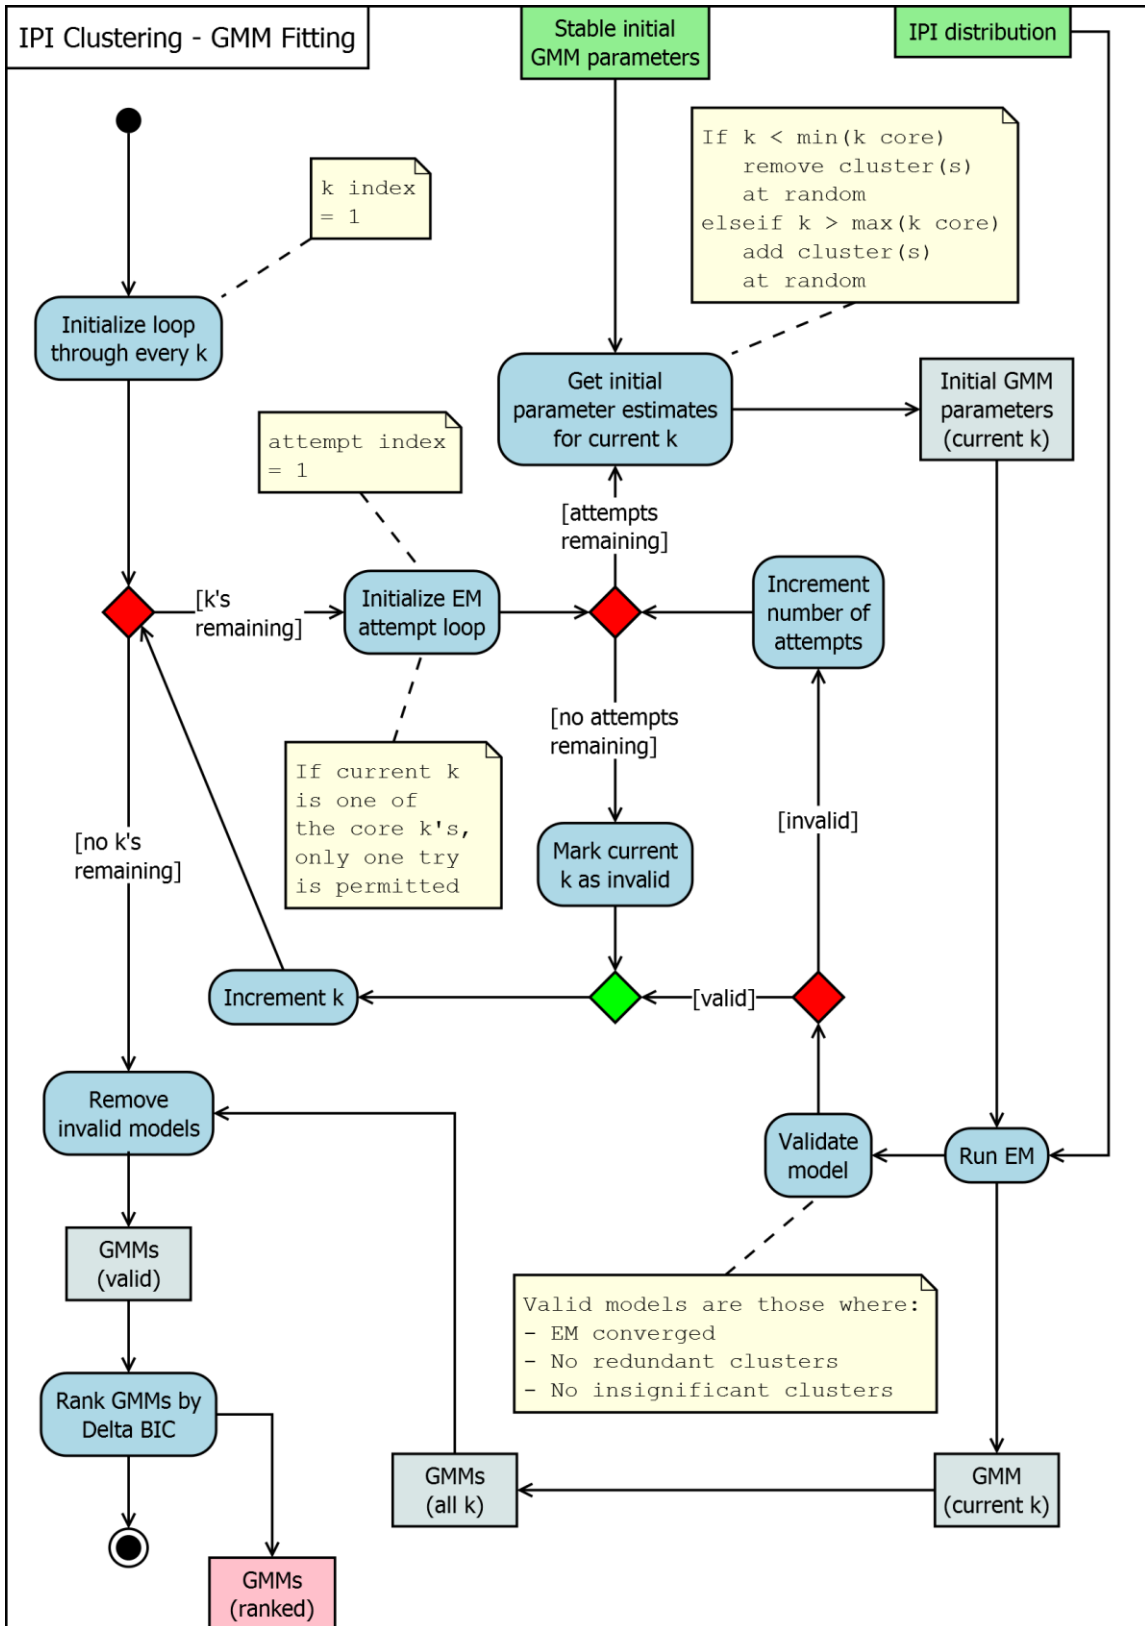 IPI Clustering - GMM Fitting
Stable initial
GMM parameters
IPI distribution
If k < min(k core)
remove cluster(s)
at random
elseif k > max(k core)
add cluster(s)
at random
k index
= 1
Initialize loop
through every k
Get initial
parameter estimates
for current k
Initial GMM
parameters
(current k)
attempt index
= 1
[attempts
remaining]
[k's
remaining]
Initialize EM
attempt loop
Increment
number of
attempts
[no attempts
remaining]
If current k
is one of
the core k's,
only one try
is permitted
[no k's
remaining]
Mark current
k as invalid
[invalid]
Increment k
[valid]
Remove
invalid models
Validate
model
Run EM
GMMs
(valid)
Valid models are those where:
- EM converged
- No redundant clusters
- No insignificant clusters
Rank GMMs by
Delta BIC
GMMs
(all k)
GMM
(current k)
GMMs
(ranked)